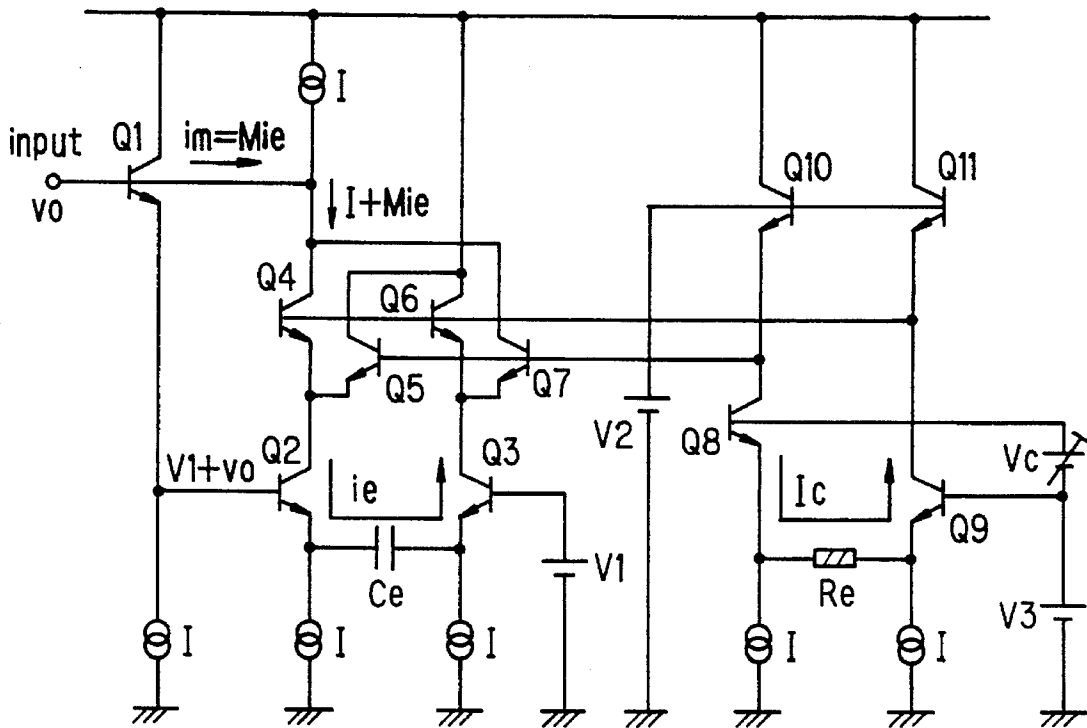 I
input
Q1
im=Mie
vo
I+Mie
Q10
Q11
Q4
Q6
Q5
Q7
V2
Q8
Vc
V1+vo
Q2
Q3
ie
Ic
Q9
Ce
V1
Re
V3
I
I
I
I
I